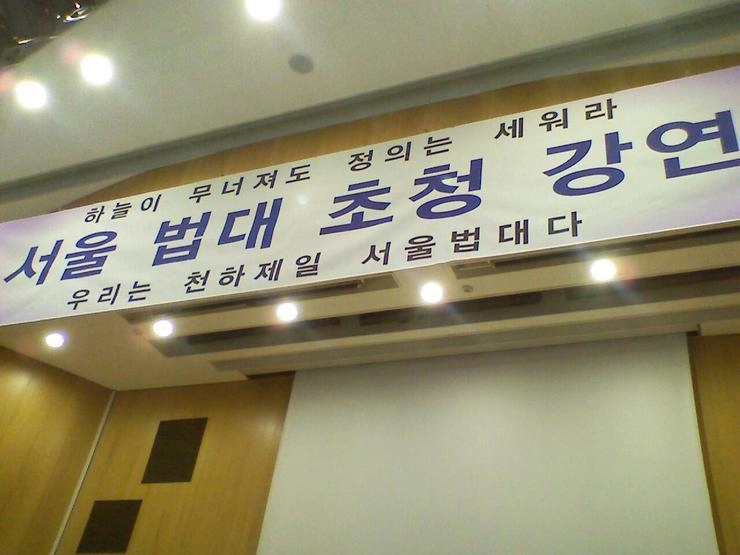 하늘이 무너져도 정의는 세워라
서울 법대 초청 강연
우리는 천하제일 서울법대다